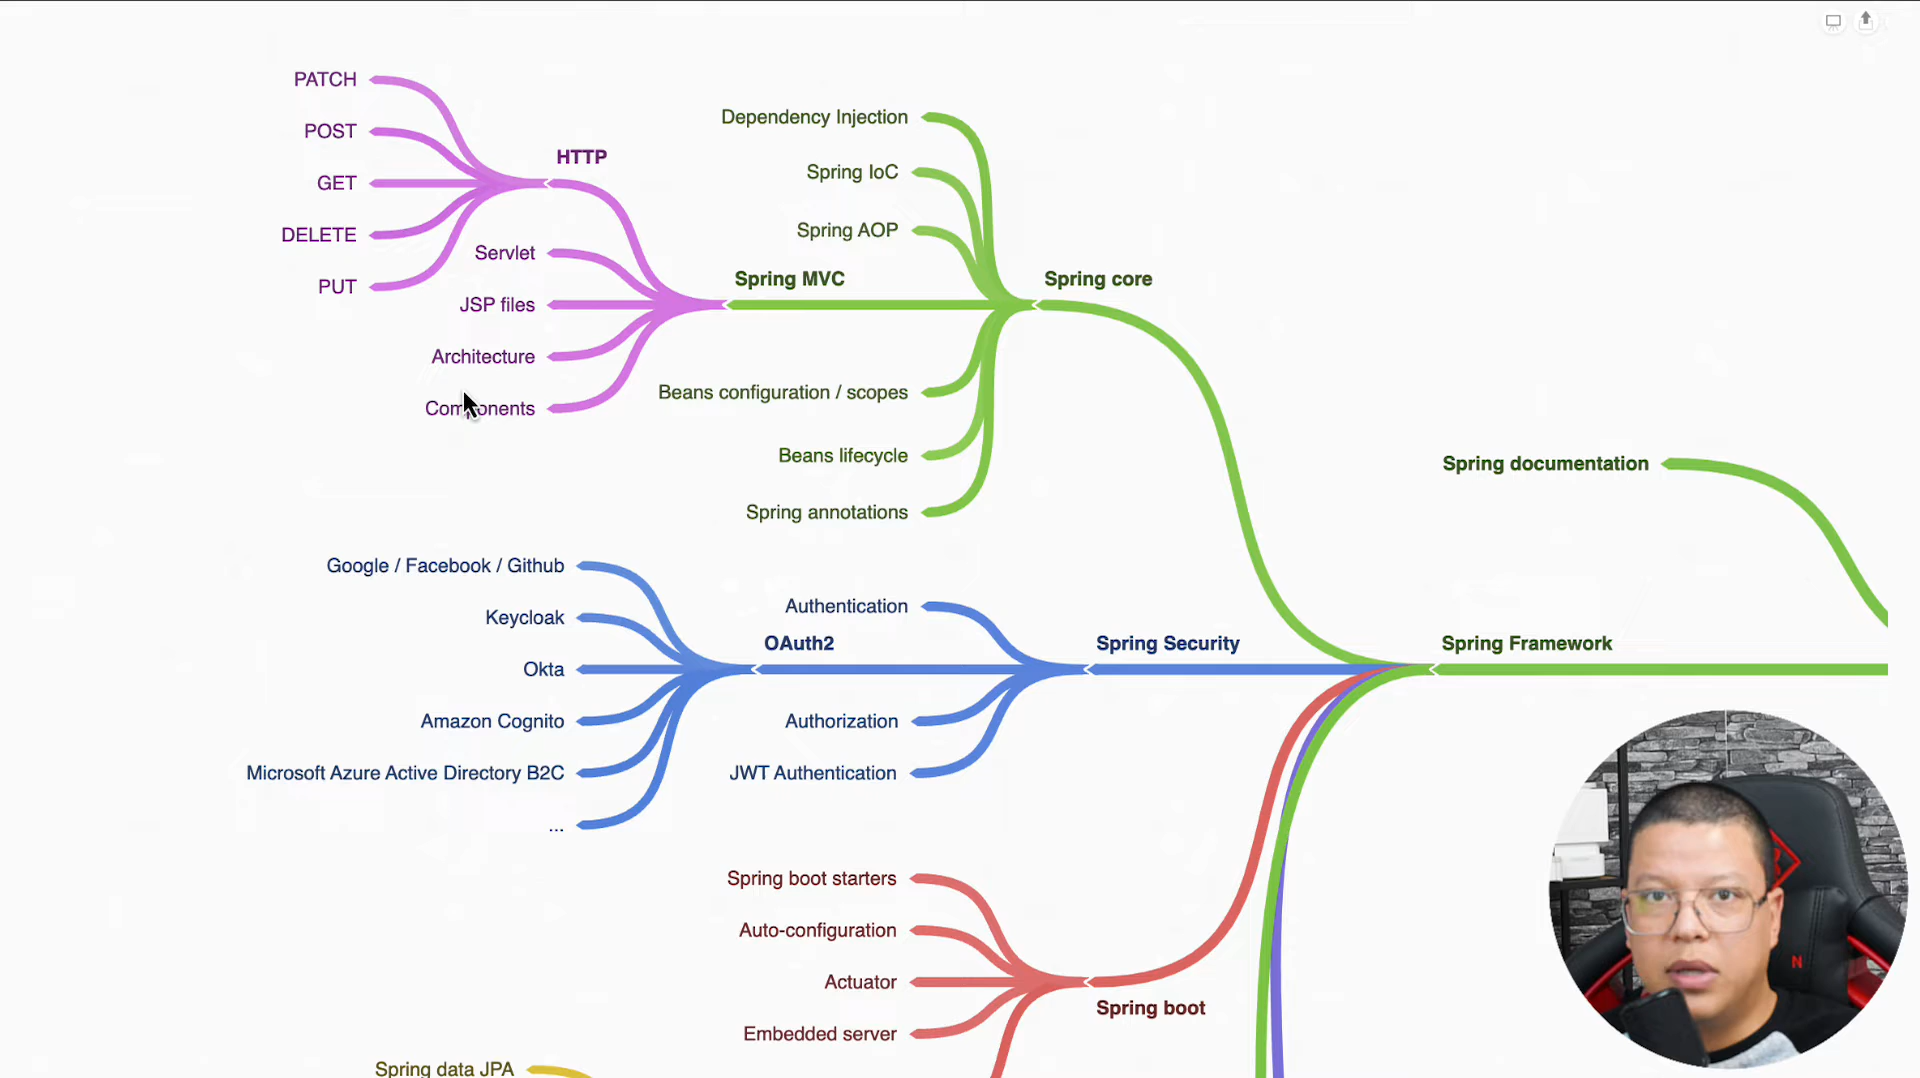 PATCH
POST
GET
DELETE
PUT
HTTP
Servlet
JSP files
Architecture
Components
Dependency Injection
Spring IoC
Spring AOP
Spring MVC
Beans configuration / scopes
Beans lifecycle
Spring annotations
Spring core
Spring documentation
Google / Facebook / Github
Keycloak
Okta
Amazon Cognito
Microsoft Azure Active Directory B2C
...
OAuth2
Authentication
Authorization
JWT Authentication
Spring Security
Spring Framework
Spring boot starters
Auto-configuration
Actuator
Embedded server
Spring boot
Spring data JPA
N